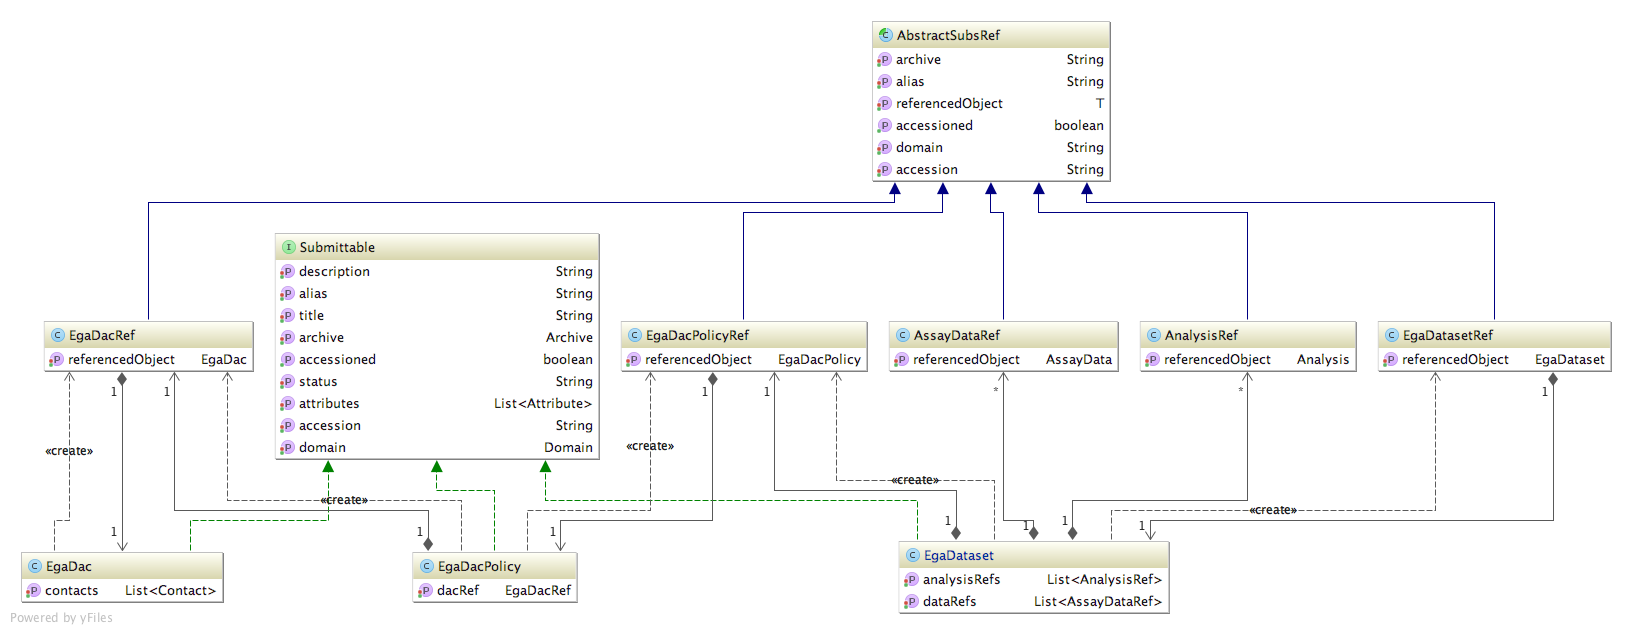 AbstractSubsRef
archive String
alias String
referencedObject T
accessioned boolean
domain String
accession String
Submittable
description String
alias String
title String
archive Archive
accessioned boolean
status String
attributes List<Attribute>
accession String
domain Domain
EgaDacRef
referencedObject EgaDac
EgaDacPolicyRef
referencedObject EgaDacPolicy
AssayDataRef
referencedObject AssayData
AnalysisRef
referencedObject Analysis
EgaDatasetRef
referencedObject EgaDataset
1 1 1 1 * * 1
«create» «create»
«create» «create»
«create»
1 1 1 1 1 1 1
EgaDac
contacts List<Contact>
EgaDacPolicy
dacRef EgaDacRef
EgaDataset
analysisRefs List<AnalysisRef>
dataRefs List<AssayDataRef>
Powered by yFiles